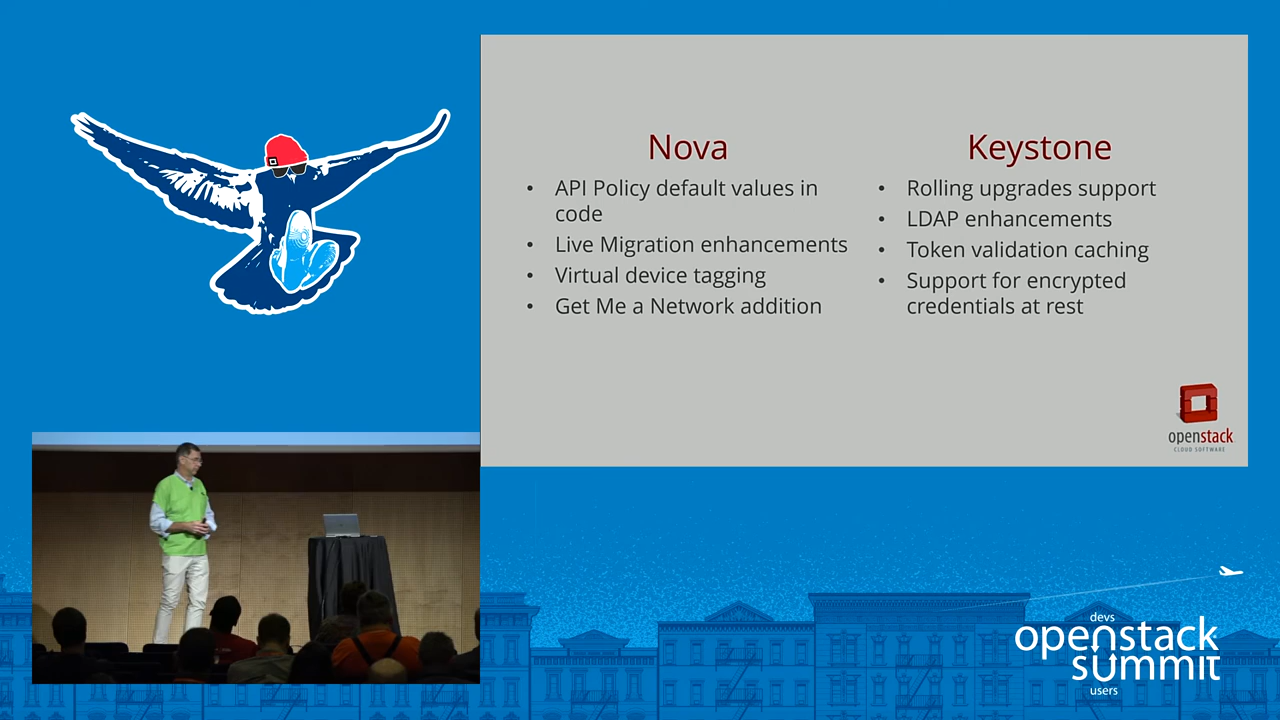 Nova
• API Policy default values in
code
• Live Migration enhancements
• Virtual device tagging
• Get Me a Network addition
Keystone
• Rolling upgrades support
• LDAP enhancements
• Token validation caching
• Support for encrypted
credentials at rest
openstack
CLOUD SOFTWARE
devs
openstack
summit
users